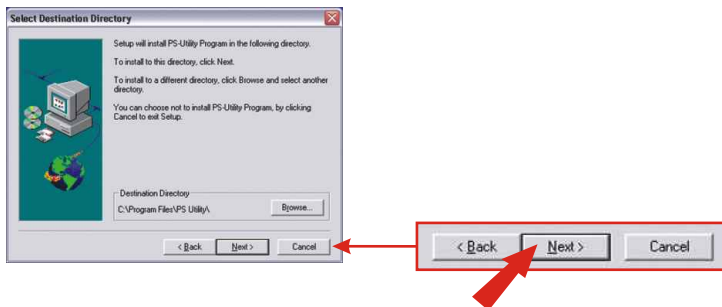 Select Destination Directory
Setup will install PS-Utility Program in the following directory.
To install to this directory, click Next.
To install to a different directory, click Browse and select another
directory.
You can choose not to install PS-Utility Program, by clicking
Cancel to exit Setup.
Destination Directory
C:\Program Files\PS Utility\
Browse...
< Back Next > Cancel
< Back Next > Cancel